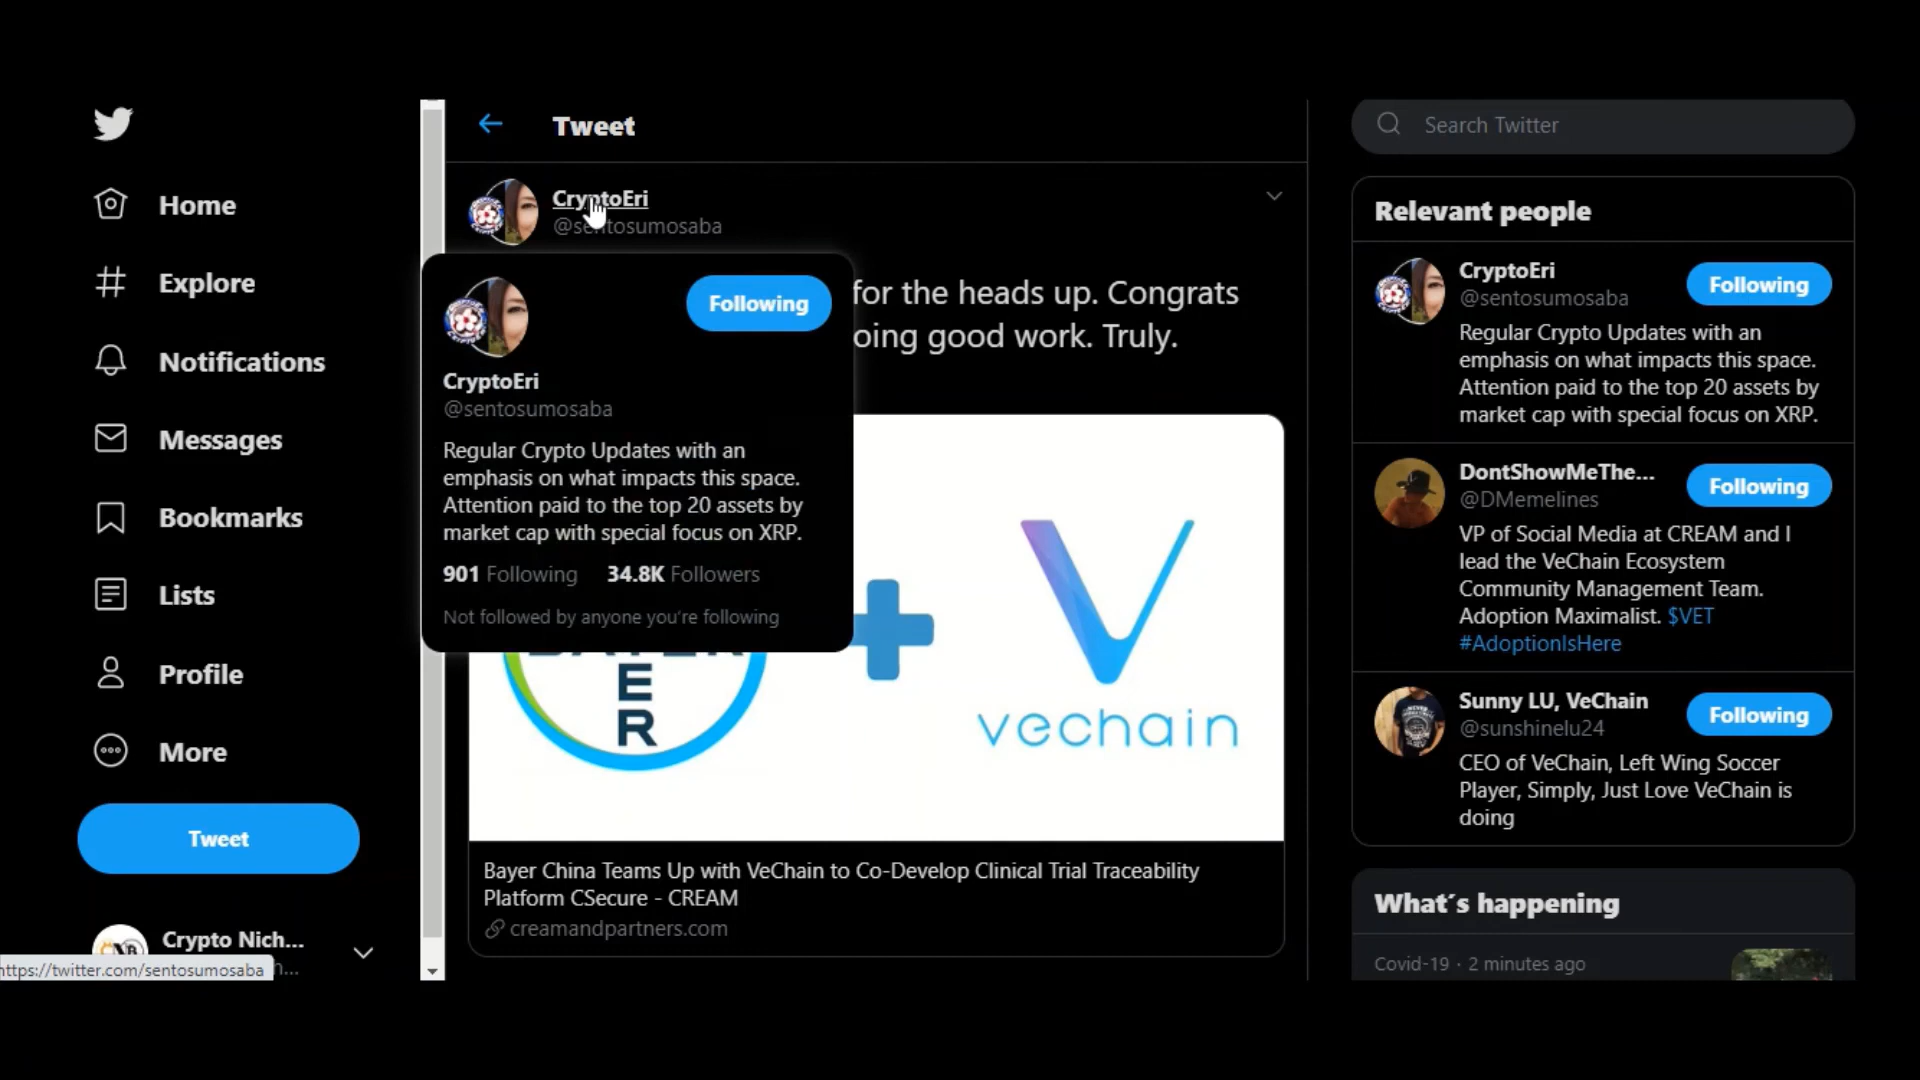 Home
Explore
Notifications
Messages
Bookmarks
Lists
Profile
More
Tweet
Crypto Nich...
https://twitter.com/sentosumosaba
Tweet
CryptoEri
@sentosumosaba
for the heads up. Congrats
oing good work. Truly.
Following
CryptoEri
@sentosumosaba
Regular Crypto Updates with an
emphasis on what impacts this space.
Attention paid to the top 20 assets by
market cap with special focus on XRP.
901 Following 34.8K Followers
Not followed by anyone you're following
BAYER
E
R
vechain
Bayer China Teams Up with VeChain to Co-Develop Clinical Trial Traceability
Platform CSecure - CREAM
creamandpartners.com
Search Twitter
Relevant people
CryptoEri
@sentosumosaba
Following
Regular Crypto Updates with an
emphasis on what impacts this space.
Attention paid to the top 20 assets by
market cap with special focus on XRP.
DontShowMeThe...
@DMemelines
Following
VP of Social Media at CREAM and I
lead the VeChain Ecosystem
Community Management Team.
Adoption Maximalist. $VET
#AdoptionIsHere
Sunny LU, VeChain
@sunshinelu24
Following
CEO of VeChain, Left Wing Soccer
Player, Simply, Just Love VeChain is
doing
What´s happening
Covid-19 · 2 minutes ago